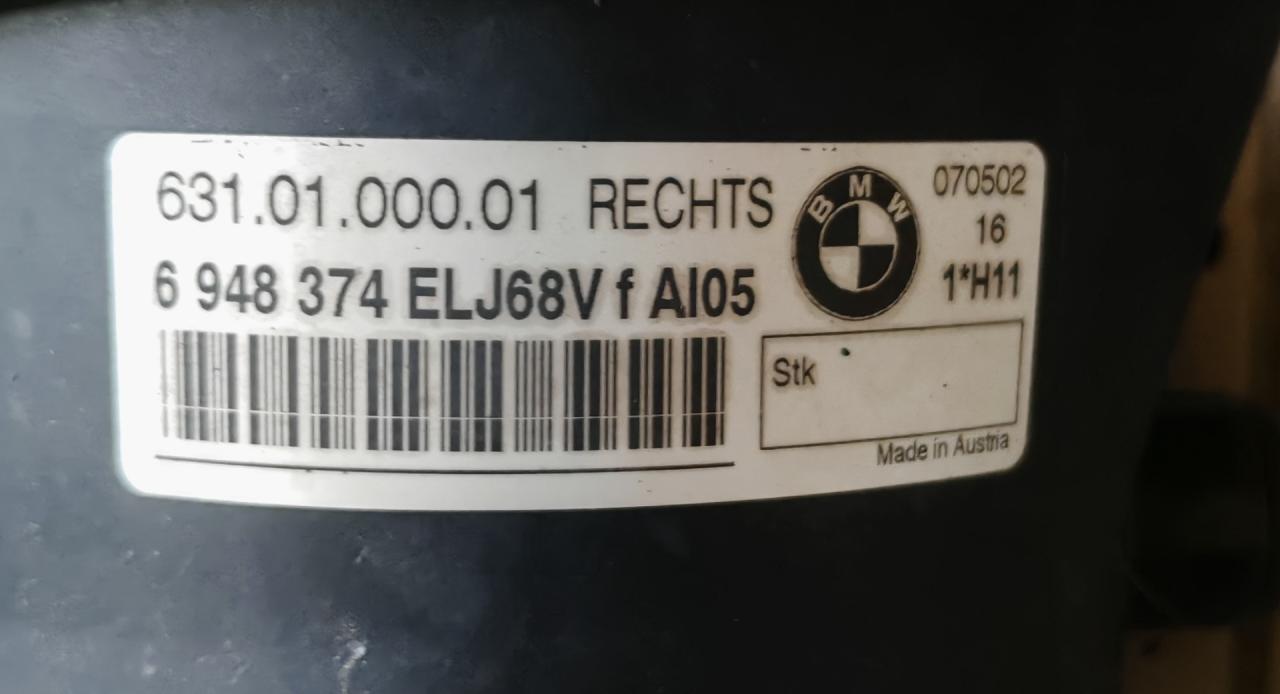 631.01.000.01 RECHTS
6 948 374 ELJ68V f AI05
BMW
070502
16
1*H11
Stk
Made in Austria